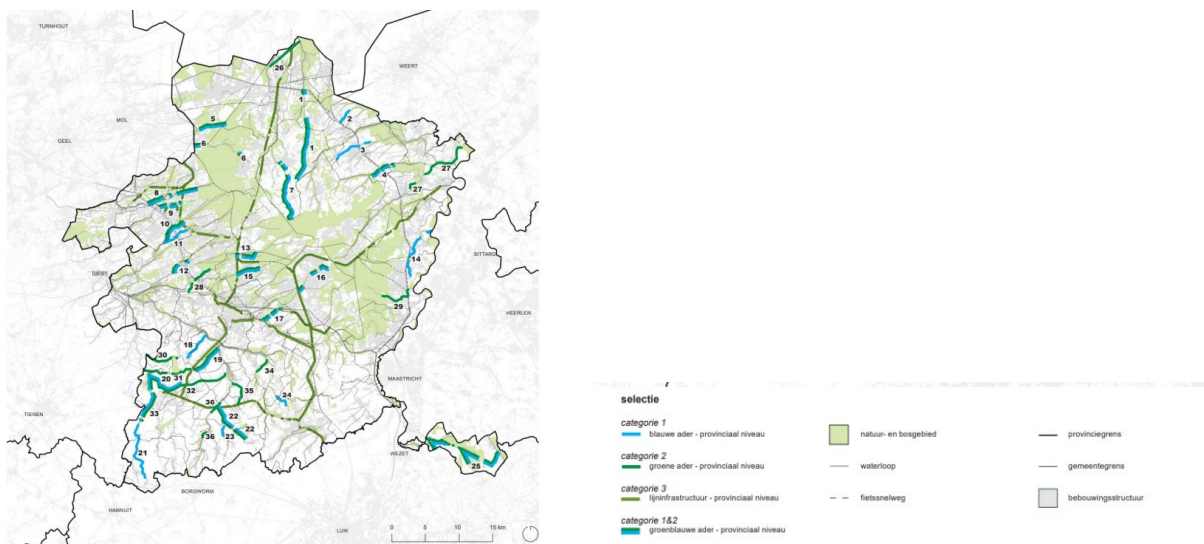 TURNHOUT
WEERT
26
1
MOL
5
2
GEEL
6
6
1
3
27
4
27
7
8
9
10
11
SITTARD
13
14
DIEST
12
15
16
28
29
17
HEERLEN
18
30
19
34
MAASTRICHT
20
31
32
35
24
TIENEN
33
36
22
36
23
22
WEZET
21
25
BORGWORM
HANNUIT
LUIK
0 5 10 15 km
selectie
categorie 1
blauwe ader - provinciaal niveau
natuur- en bosgebied
provinciegrens
categorie 2
groene ader - provinciaal niveau
waterloop
gemeentegrens
categorie 3
lijninfrastructuur - provinciaal niveau
fietssnelweg
bebouwingsstructuur
categorie 1&2
groenblauwe ader - provinciaal niveau